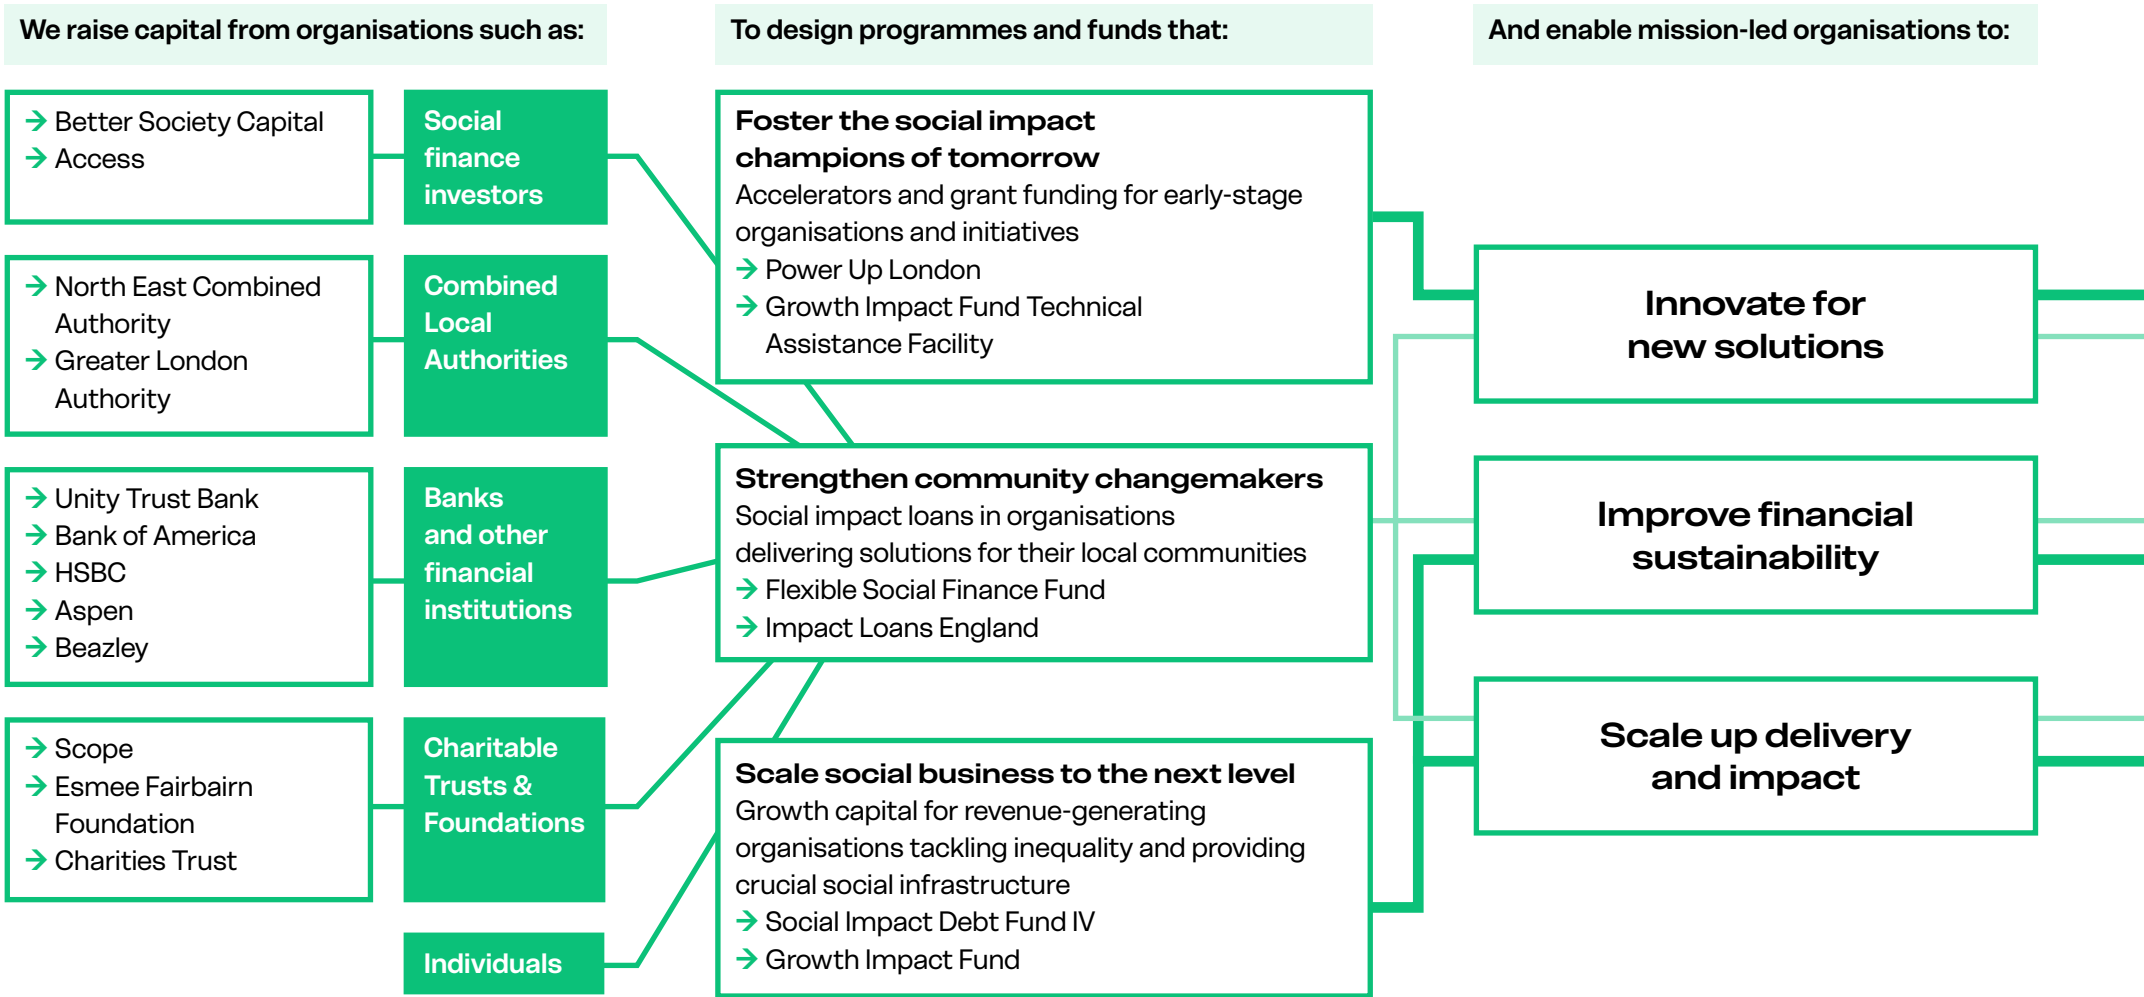 We raise capital from organisations such as:
→ Better Society Capital
→ Access
Social
finance
investors
→ North East Combined
Authority
→ Greater London
Authority
Combined
Local
Authorities
→ Unity Trust Bank
→ Bank of America
→ HSBC
→ Aspen
→ Beazley
Banks
and other
financial
institutions
→ Scope
→ Esmee Fairbairn
Foundation
→ Charities Trust
Charitable
Trusts &
Foundations
Individuals
To design programmes and funds that:
Foster the social impact
champions of tomorrow
Accelerators and grant funding for early-stage
organisations and initiatives
→ Power Up London
→ Growth Impact Fund Technical
Assistance Facility
Strengthen community changemakers
Social impact loans in organisations
delivering solutions for their local communities
→ Flexible Social Finance Fund
→ Impact Loans England
Scale social business to the next level
Growth capital for revenue-generating
organisations tackling inequality and providing
crucial social infrastructure
→ Social Impact Debt Fund IV
→ Growth Impact Fund
And enable mission-led organisations to:
Innovate for
new solutions
Improve financial
sustainability
Scale up delivery
and impact